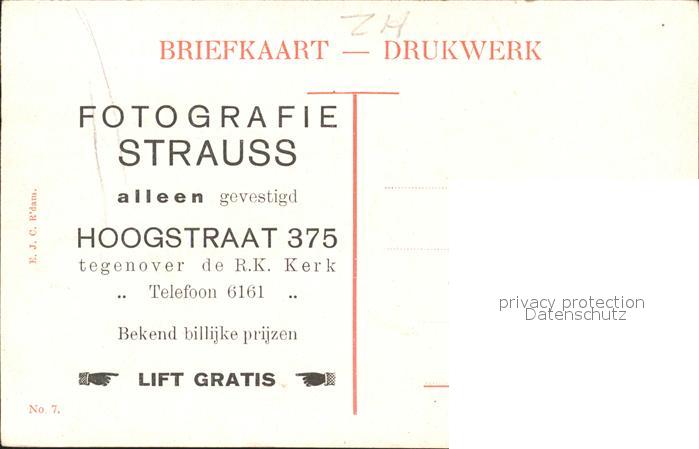 ZH
BRIEFKAART — DRUKWERK
FOTOGRAFIE
STRAUSS
alleen gevestigd
HOOGSTRAAT 375
tegenover de R.K. Kerk
„ Telefoon 6161 „
Bekend billijke prijzen
LIFT GRATIS
E. J. C. R'dam.
No. 7.
privacy protection
Datenschutz